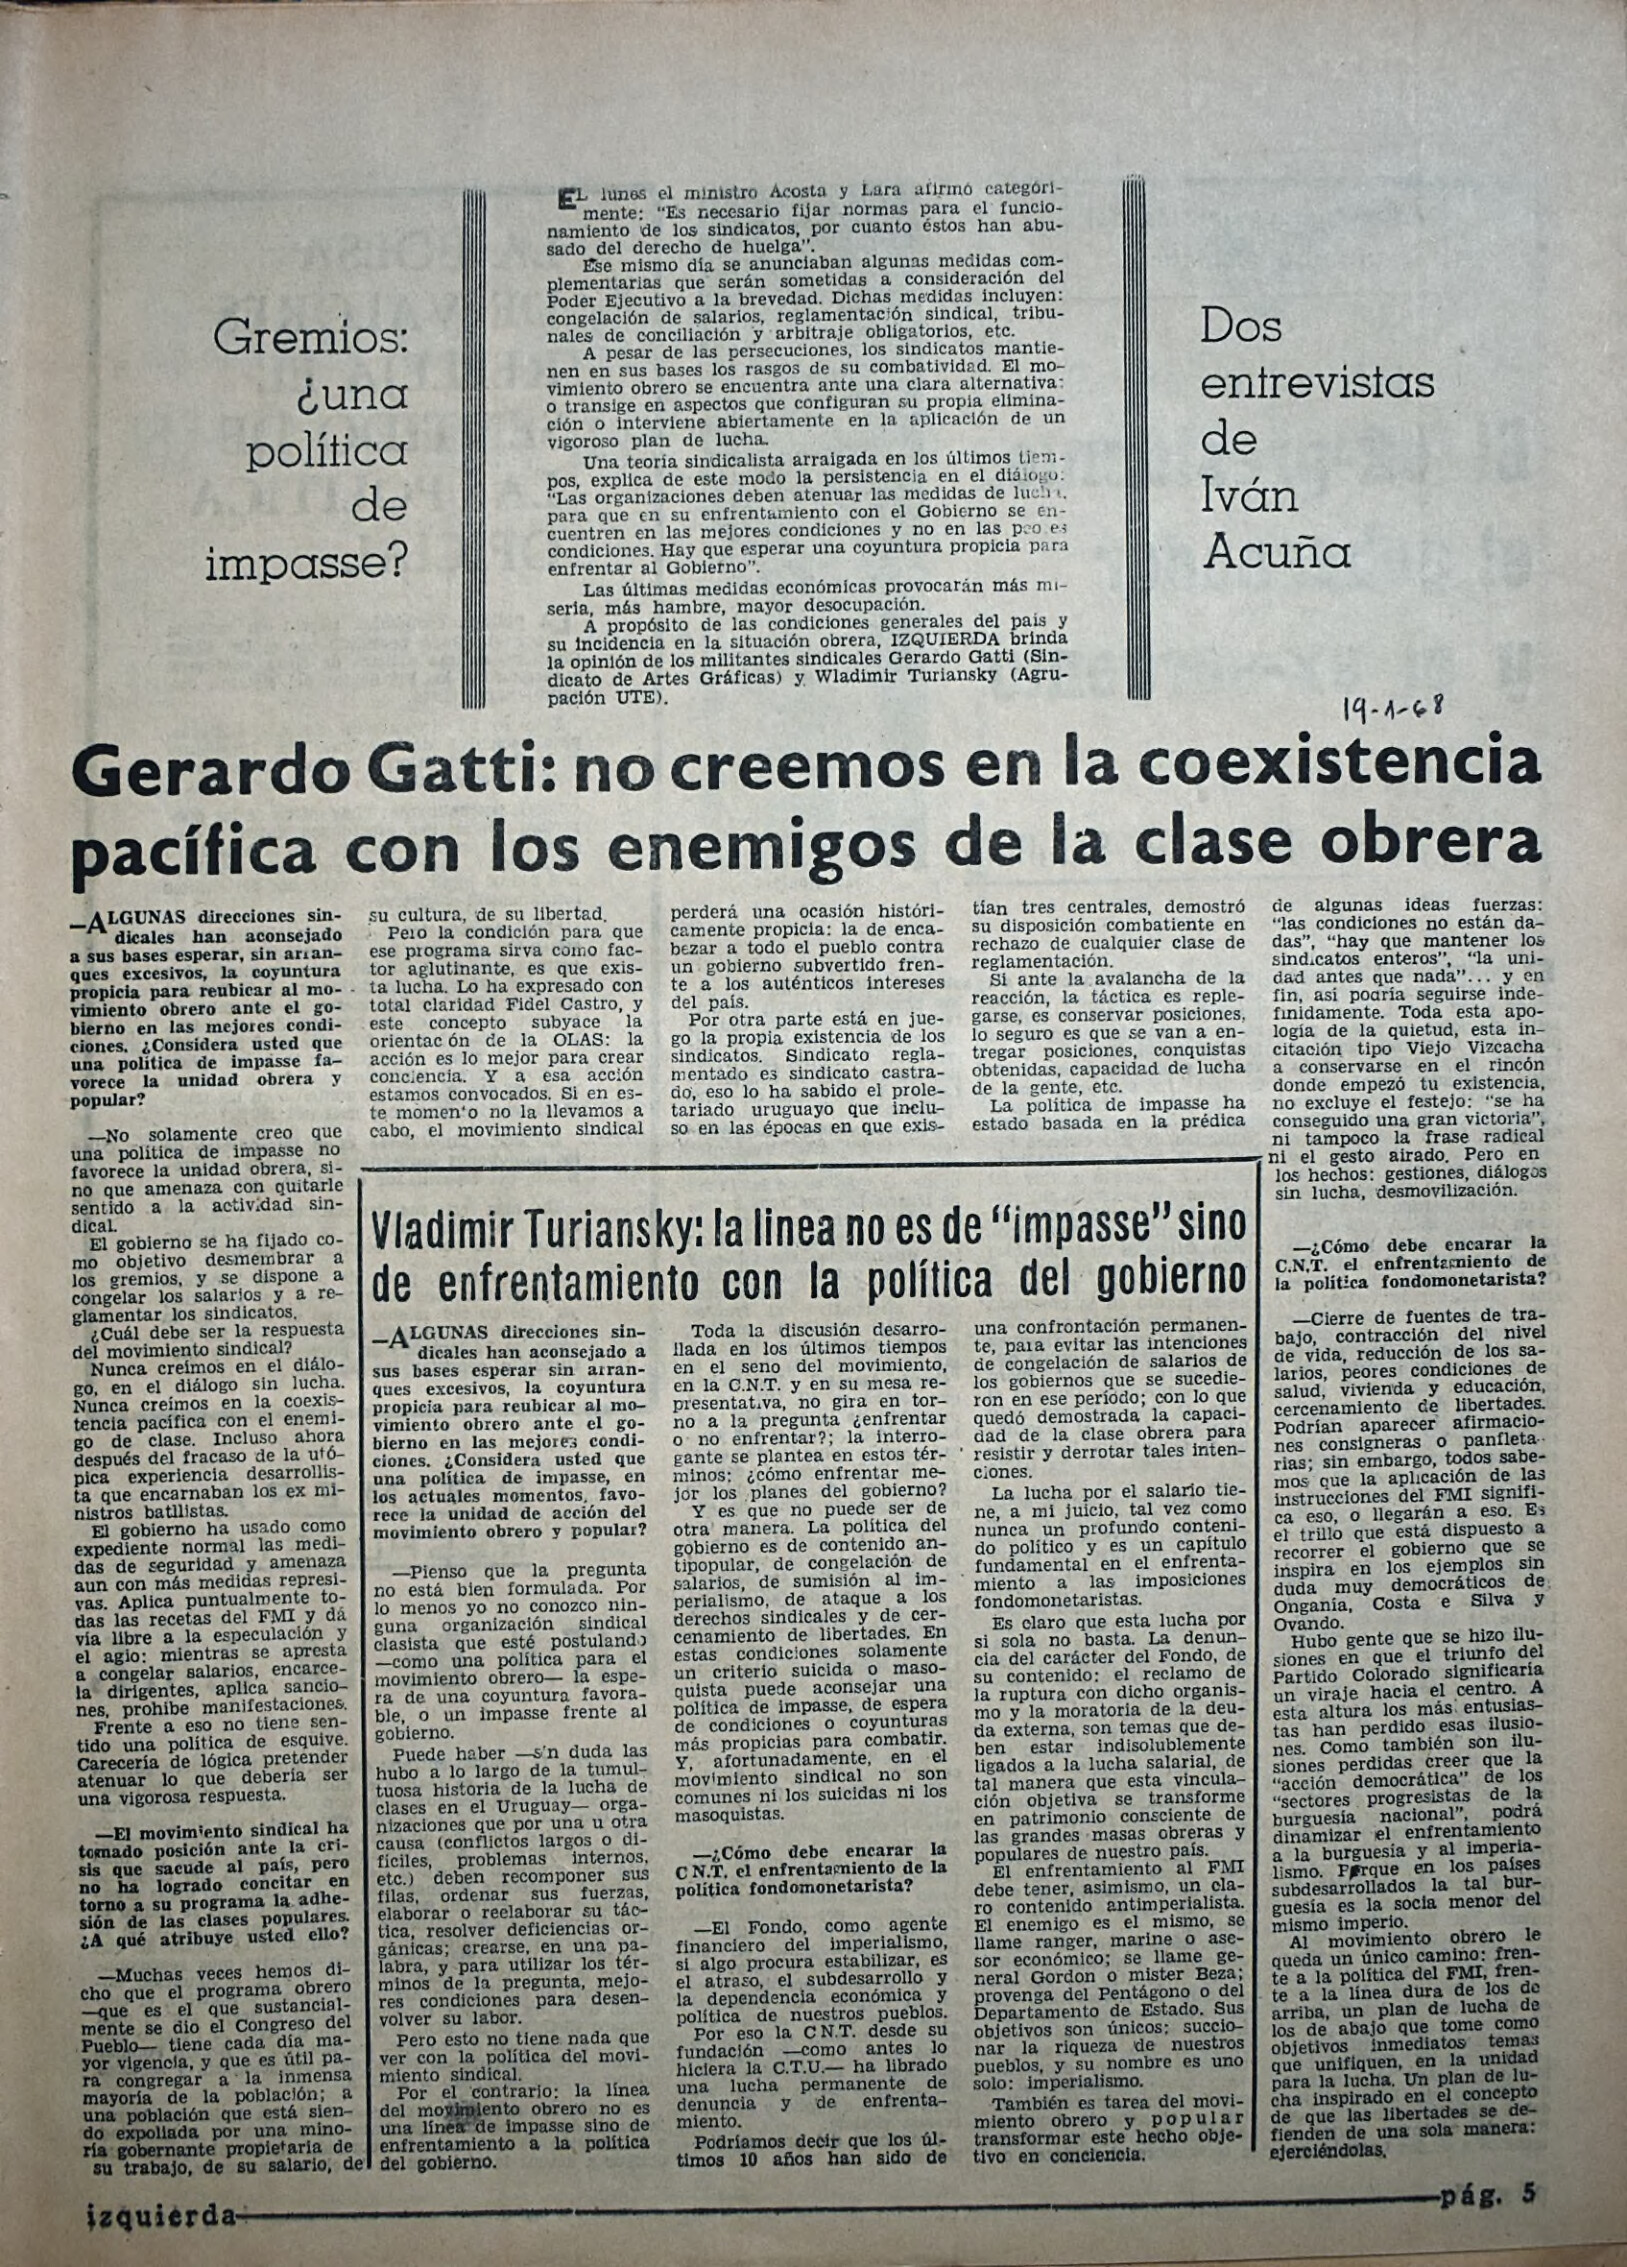 Gremios:
¿una
política
de
impasse?
EL lunes el ministro Acosta y Lara afirmó categóri-
mente: "Es necesario fijar normas para el funcio-
namiento de los sindicatos, por cuanto éstos han abu-
sado del derecho de huelga".
Ese mismo día se anunciaban algunas medidas com-
plementarias que serán sometidas a consideración del
Poder Ejecutivo a la brevedad. Dichas medidas incluyen:
congelación de salarios, reglamentación sindical, tribu-
nales de conciliación y arbitraje obligatorios, etc.
A pesar de las persecuciones, los sindicatos mantie-
nen en sus bases los rasgos de su combatividad. El mo-
vimiento obrero se encuentra ante una clara alternativa:
o transige en aspectos que configuran su propia elimina-
ción o interviene abiertamente en la aplicación de un
vigoroso plan de lucha.
Una teoría sindicalista arraigada en los últimos tiem-
pos, explica de este modo la persistencia en el diálogo:
"Las organizaciones deben atenuar las medidas de lucha,
para que en su enfrentamiento con el Gobierno se en-
cuentren en las mejores condiciones y no en las peores
condiciones. Hay que esperar una coyuntura propicia para
enfrentar al Gobierno".
Las últimas medidas económicas provocarán más mi-
seria, más hambre, mayor desocupación.
A propósito de las condiciones generales del país y
su incidencia en la situación obrera, IZQUIERDA brinda
la opinión de los militantes sindicales Gerardo Gatti (Sin-
dicato de Artes Gráficas) y Wladimir Turiansky (Agru-
pación UTE).
Dos
entrevistas
de
Iván
Acuña
19-1-68
Gerardo Gatti: no creemos en la coexistencia
pacífica con los enemigos de la clase obrera
—ALGUNAS direcciones sin-
dicales han aconsejado
a sus bases esperar, sin arran-
ques excesivos, la coyuntura
propicia para reubicar al mo-
vimiento obrero ante el go-
bierno en las mejores condi-
ciones. ¿Considera usted que
una política de impasse fa-
vorece la unidad obrera y
popular?
—No solamente creo que
una política de impasse no
favorece la unidad obrera, si-
no que amenaza con quitarle
sentido a la actividad sin-
dical.
El gobierno se ha fijado co-
mo objetivo desmembrar a
los gremios, y se dispone a
congelar los salarios y a re-
glamentar los sindicatos.
¿Cuál debe ser la respuesta
del movimiento sindical?
Nunca creímos en el diálo-
go, en el diálogo sin lucha.
Nunca creímos en la coexis-
tencia pacífica con el enemi-
go de clase. Incluso ahora
después del fracaso de la utó-
pica experiencia desarrollis-
ta que encarnaban los ex mi-
nistros batllistas.
El gobierno ha usado como
expediente normal las medi-
das de seguridad y amenaza
aun con más medidas represi-
vas. Aplica puntualmente to-
das las recetas del FMI y dá
vía libre a la especulación y
el agio: mientras se apresta
a congelar salarios, encarce-
la dirigentes, aplica sancio-
nes, prohibe manifestaciones.
Frente a eso no tiene sen-
tido una política de esquive.
Carecería de lógica pretender
atenuar lo que debería ser
una vigorosa respuesta.
—El movimiento sindical ha
tomado posición ante la cri-
sis que sacude al país, pero
no ha logrado concitar en
torno a su programa la adhe-
sión de las clases populares.
¿A qué atribuye usted ello?
—Muchas veces hemos di-
cho que el programa obrero
—que es el que sustancial-
mente se dio el Congreso del
Pueblo— tiene cada día ma-
yor vigencia, y que es útil pa-
ra congregar a la inmensa
mayoría de la población; a
una población que está sien-
do expoliada por una mino-
ría gobernante propietaria de
su trabajo, de su salario, de
su cultura, de su libertad.
Pero la condición para que
ese programa sirva como fac-
tor aglutinante, es que exis-
ta lucha. Lo ha expresado con
total claridad Fidel Castro, y
este concepto subyace la
orientac ón de la OLAS: la
acción es lo mejor para crear
conciencia. Y a esa acción
estamos convocados. Si en es-
te momento no la llevamos a
cabo, el movimiento sindical
perderá una ocasión históri-
camente propicia: la de enca-
bezar a todo el pueblo contra
un gobierno subvertido fren-
te a los auténticos intereses
del país.
Por otra parte está en jue-
go la propia existencia de los
sindicatos. Sindicato regla-
mentado es sindicato castra-
do, eso lo ha sabido el prole-
tariado uruguayo que inclu-
so en las épocas en que exis-
tían tres centrales, demostró
su disposición combatiente en
rechazo de cualquier clase de
reglamentación.
Si ante la avalancha de la
reacción, la táctica es reple-
garse, es conservar posiciones,
lo seguro es que se van a en-
tregar posiciones, conquistas
obtenidas, capacidad de lucha
de la gente, etc.
La política de impasse ha
estado basada en la prédica
de algunas ideas fuerzas:
"las condiciones no están da-
das", "hay que mantener los
sindicatos enteros", "la uni-
dad antes que nada"... y en
fin, así podría seguirse inde-
finidamente. Toda esta apo-
logía de la quietud, esta in-
citación tipo Viejo Vizcacha
a conservarse en el rincón
donde empezó tu existencia,
no excluye el festejo: "se ha
conseguido una gran victoria",
ni tampoco la frase radical
ni el gesto airado. Pero en
los hechos: gestiones, diálogos
sin lucha, desmovilización.
—¿Cómo debe encarar la
C.N.T. el enfrentamiento de
la política fondomonetarista?
—Cierre de fuentes de tra-
bajo, contracción del nivel
de vida, reducción de los sa-
larios, peores condiciones de
salud, vivienda y educación,
cercenamiento de libertades.
Podrían aparecer afirmacio-
nes consigneras o panfleta-
rias; sin embargo, todos sabe-
mos que la aplicación de las
instrucciones del FMI signifi-
ca eso, o llegarán a eso. Es
el trillo que está dispuesto a
recorrer el gobierno que se
inspira en los ejemplos sin
duda muy democráticos de
Onganía, Costa e Silva y
Ovando.
Hubo gente que se hizo ilu-
siones en que el triunfo del
Partido Colorado significaría
un viraje hacia el centro. A
esta altura los más entusias-
tas han perdido esas ilusio-
nes. Como también son ilu-
siones perdidas creer que la
"acción democrática" de los
"sectores progresistas de la
burguesía nacional", podrá
dinamizar el enfrentamiento
a la burguesía y al imperia-
lismo. Porque en los países
subdesarrollados la tal bur-
guesía es la socia menor del
mismo imperio.
Al movimiento obrero le
queda un único camino: fren-
te a la política del FMI, fren-
te a la línea dura de los de
arriba, un plan de lucha de
los de abajo que tome como
objetivos inmediatos temas
que unifiquen, en la unidad
para la lucha. Un plan de lu-
cha inspirado en el concepto
de que las libertades se de-
fienden de una sola manera:
ejerciéndolas.
Vladimir Turiansky: la linea no es de "impasse" sino
de enfrentamiento con la política del gobierno
—ALGUNAS direcciones sin-
dicales han aconsejado a
sus bases esperar sin arran-
ques excesivos, la coyuntura
propicia para reubicar al mo-
vimiento obrero ante el go-
bierno en las mejores condi-
ciones. ¿Considera usted que
una política de impasse, en
los actuales momentos, favo-
rece la unidad de acción del
movimiento obrero y popular?
—Pienso que la pregunta
no está bien formulada. Por
lo menos yo no conozco nin-
guna organización sindical
clasista que esté postulando
—como una política para el
movimiento obrero— la espe-
ra de una coyuntura favora-
ble, o un impasse frente al
gobierno.
Puede haber —s'n duda las
hubo a lo largo de la tumul-
tuosa historia de la lucha de
clases en el Uruguay— orga-
nizaciones que por una u otra
causa (conflictos largos o di-
fíciles, problemas internos,
etc.) deben recomponer sus
filas, ordenar sus fuerzas,
elaborar o reelaborar su tác-
tica, resolver deficiencias or-
gánicas; crearse, en una pa-
labra, y para utilizar los tér-
minos de la pregunta, mejo-
res condiciones para desen-
volver su labor.
Pero esto no tiene nada que
ver con la política del movi-
miento sindical.
Por el contrario: la línea
del movimiento obrero no es
una línea de impasse sino de
enfrentamiento a la política
del gobierno.
Toda la discusión desarro-
llada en los últimos tiempos
en el seno del movimiento,
en la C.N.T. y en su mesa re-
presentativa, no gira en tor-
no a la pregunta ¿enfrentar
o no enfrentar?; la interro-
gante se plantea en estos tér-
minos: ¿cómo enfrentar me-
jor los planes del gobierno?
Y es que no puede ser de
otra manera. La política del
gobierno es de contenido an-
tipopular, de congelación de
salarios, de sumisión al im-
perialismo, de ataque a los
derechos sindicales y de cer-
cenamiento de libertades. En
estas condiciones solamente
un criterio suicida o maso-
quista puede aconsejar una
política de impasse, de espera
de condiciones o coyunturas
más propicias para combatir.
Y, afortunadamente, en el
movimiento sindical no son
comunes ni los suicidas ni los
masoquistas.
—¿Cómo debe encarar la
C N.T. el enfrentamiento de la
política fondomonetarista?
—El Fondo, como agente
financiero del imperialismo,
si algo procura estabilizar, es
el atraso, el subdesarrollo y
la dependencia económica y
política de nuestros pueblos.
Por eso la C N.T. desde su
fundación —como antes lo
hiciera la C.T.U.— ha librado
una lucha permanente de
denuncia y de enfrenta-
miento.
Podríamos decir que los úl-
timos 10 años han sido de
una confrontación permanen-
te, para evitar las intenciones
de congelación de salarios de
los gobiernos que se sucedie-
ron en ese período; con lo que
quedó demostrada la capaci-
dad de la clase obrera para
resistir y derrotar tales inten-
ciones.
La lucha por el salario tie-
ne, a mi juicio, tal vez como
nunca un profundo conteni-
do político y es un capítulo
fundamental en el enfrenta-
miento a las imposiciones
fondomonetaristas.
Es claro que esta lucha por
si sola no basta. La denun-
cia del carácter del Fondo, de
su contenido: el reclamo de
la ruptura con dicho organis-
mo y la moratoria de la deu-
da externa, son temas que de-
ben estar indisolublemente
ligados a la lucha salarial, de
tal manera que esta vincula-
ción objetiva se transforme
en patrimonio consciente de
las grandes masas obreras y
populares de nuestro país.
El enfrentamiento al FMI
debe tener, asimismo, un cla-
ro contenido antimperialista.
El enemigo es el mismo, se
llame ranger, marine o ase-
sor económico; se llame ge-
neral Gordon o mister Beza;
provenga del Pentágono o del
Departamento de Estado. Sus
objetivos son únicos: succio-
nar la riqueza de nuestros
pueblos, y su nombre es uno
solo: imperialismo.
También es tarea del movi-
miento obrero y popular
transformar este hecho obje-
tivo en conciencia.
izquierda
pág. 5